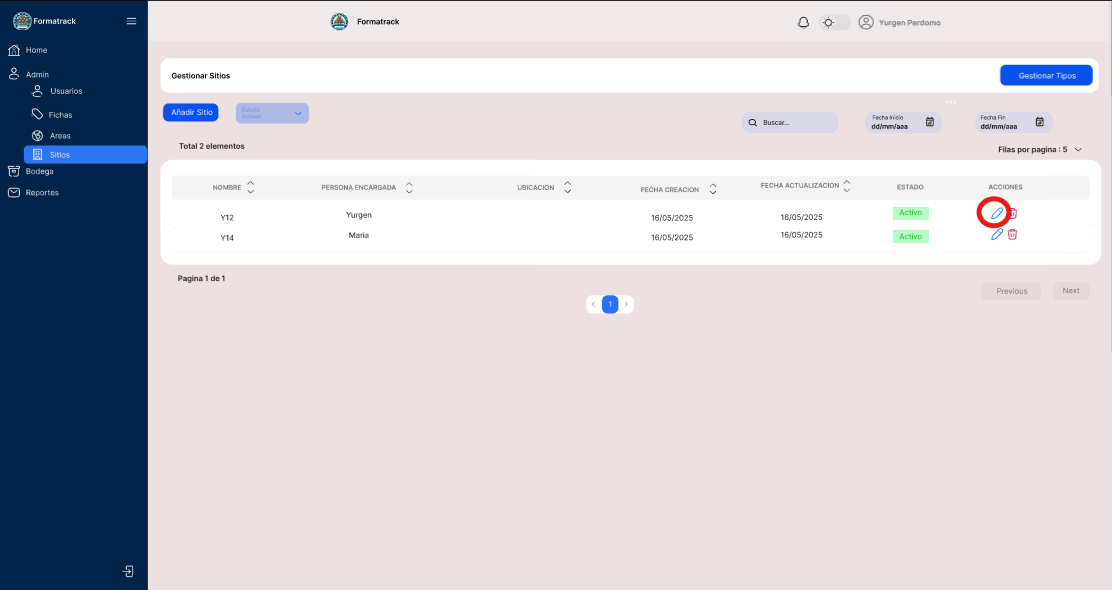 Formatrack
Formatrack
Yurgen Perdomo
Home
Admin
Usuarios
Fichas
Areas
Sitios
Bodega
Reportes
Gestionar Sitios
Gestionar Tipos
Añadir Sitio
Estado
Activos
Buscar...
Fecha Inicio
dd/mm/aaa
Fecha Fin
dd/mm/aaa
Total 2 elementos
Filas por pagina : 5
NOMBRE PERSONA ENCARGADA UBICACION FECHA CREACION FECHA ACTUALIZACION ESTADO ACCIONES
Y12 Yurgen 16/05/2025 16/05/2025 Activo
Y14 Maria 16/05/2025 16/05/2025 Activo
Pagina 1 de 1
Previous Next
1